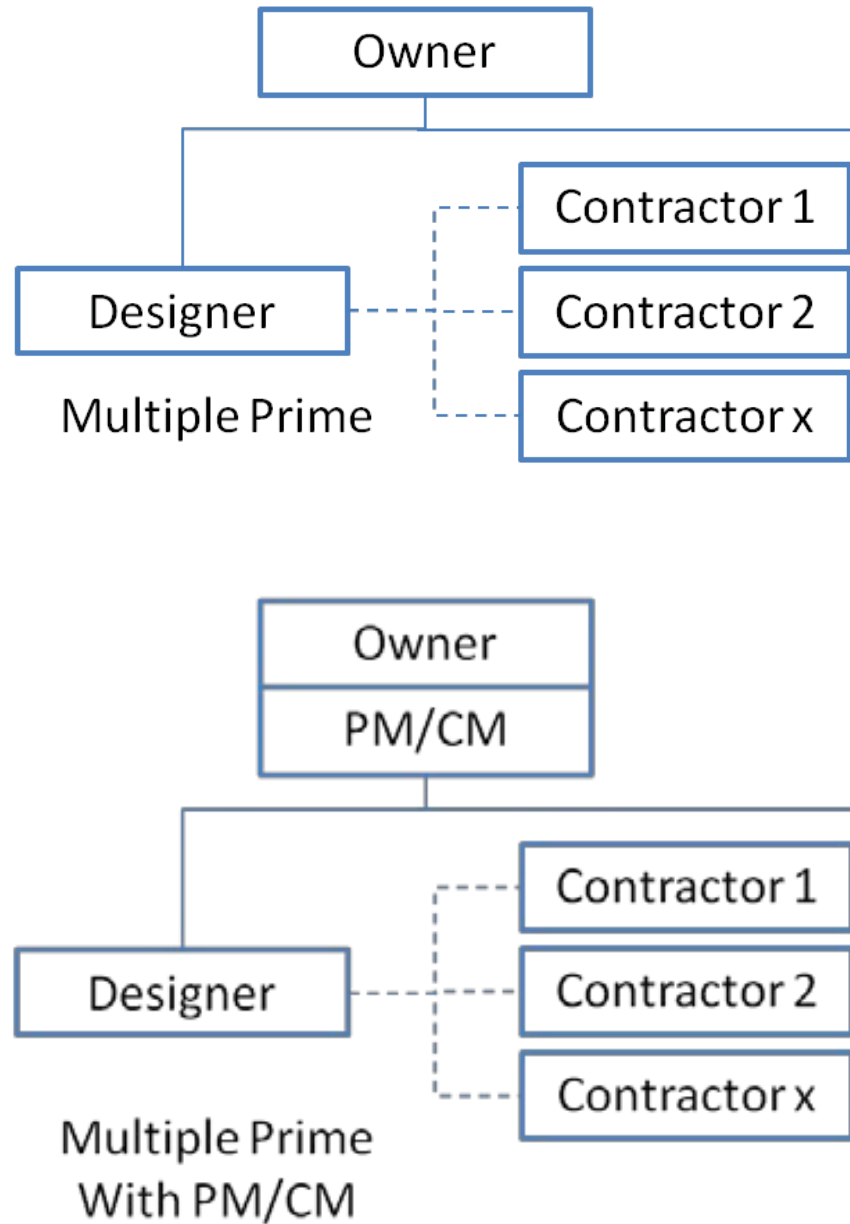 Owner
Contractor 1
Designer
Contractor 2
Multiple Prime
Contractor x
Owner
PM/CM
Contractor 1
Designer
Contractor 2
Contractor x
Multiple Prime
With PM/CM